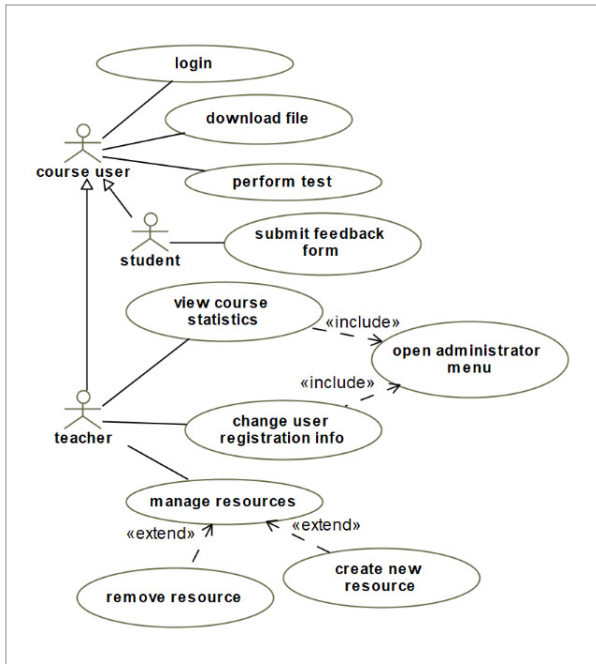 login
download file
course user
perform test
submit feedback
form
student
view course
statistics
«include»
open administrator
menu
«include»
change user
registration info
teacher
manage resources
«extend»
«extend»
create new
resource
remove resource